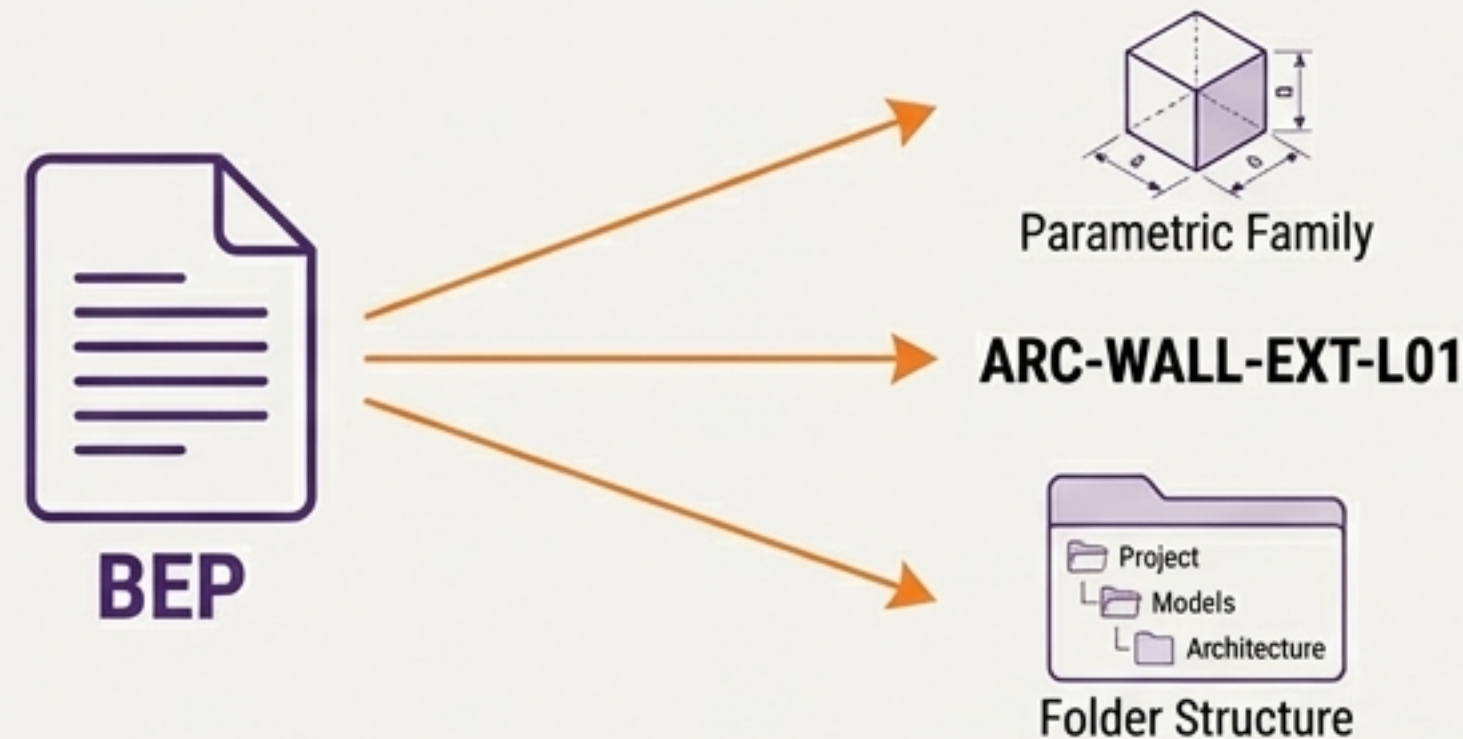 BEP
Parametric Family
ARC-WALL-EXT-L01
Project
Models
Architecture
Folder Structure